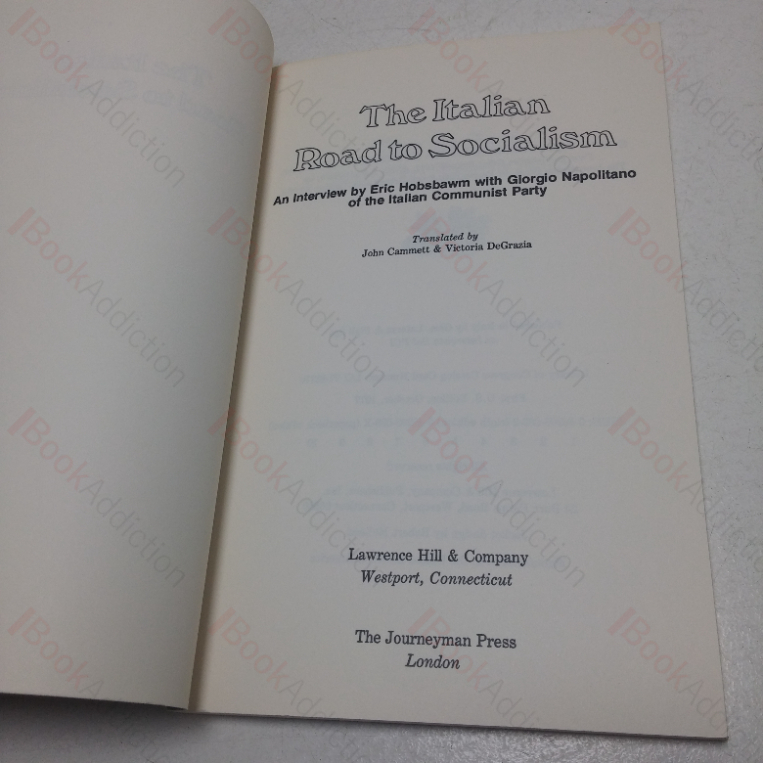 The Italian
Road to Socialism
An Interview by Eric Hobsbawm with Giorgio Napolitano
of the Italian Communist Party
Translated by
John Cammett & Victoria DeGrazia
Lawrence Hill & Company
Westport, Connecticut
The Journeyman Press
London
BookAddiction